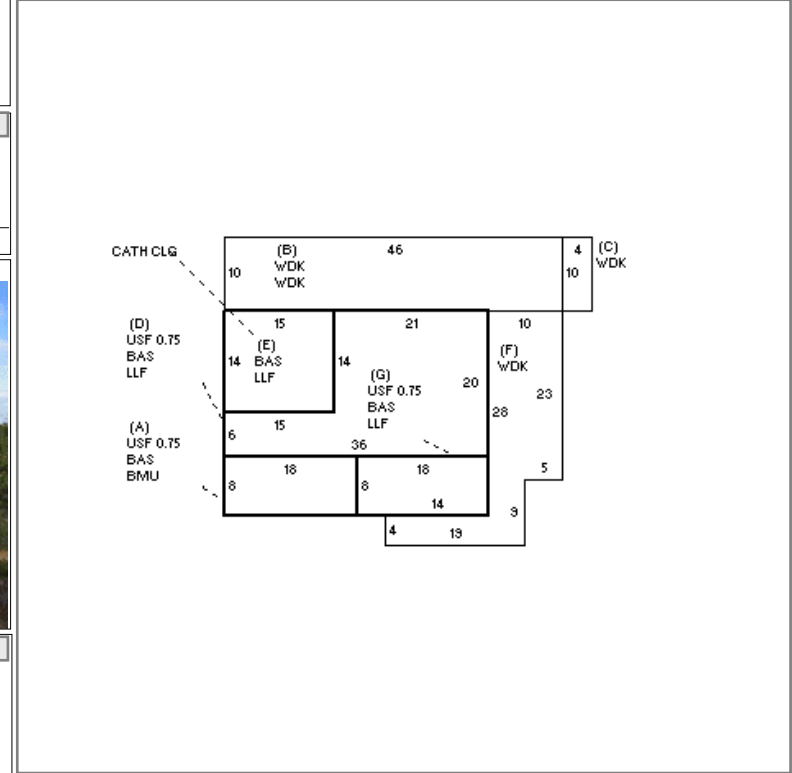 46
4
(C)
WDK
CATH CLG
(B)
WDK
WDK
10
10
15
21
10
(D)
USF 0.75
BAS
LLF
(E)
BAS
LLF
14
14
(F)
WDK
(G)
USF 0.75
BAS
LLF
20
23
28
(A)
USF 0.75
BAS
BMU
6
15
36
18
18
5
8
8
14
9
4
19